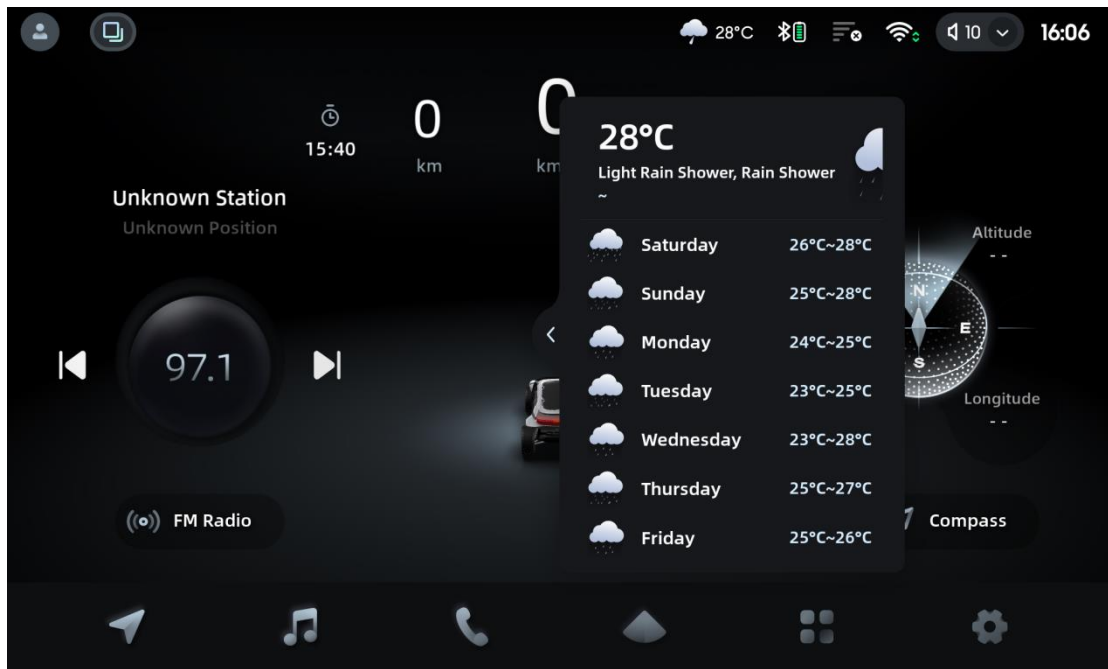 28°C
10
16:06
15:40
0
km
0
km
28°C
Light Rain Shower, Rain Shower
~
Unknown Station
Unknown Position
97.1
FM Radio
Saturday 26°C~28°C
Sunday 25°C~28°C
Monday 24°C~25°C
Tuesday 23°C~25°C
Wednesday 23°C~28°C
Thursday 25°C~27°C
Friday 25°C~26°C
Altitude
--
N
E
S
Longitude
--
Compass